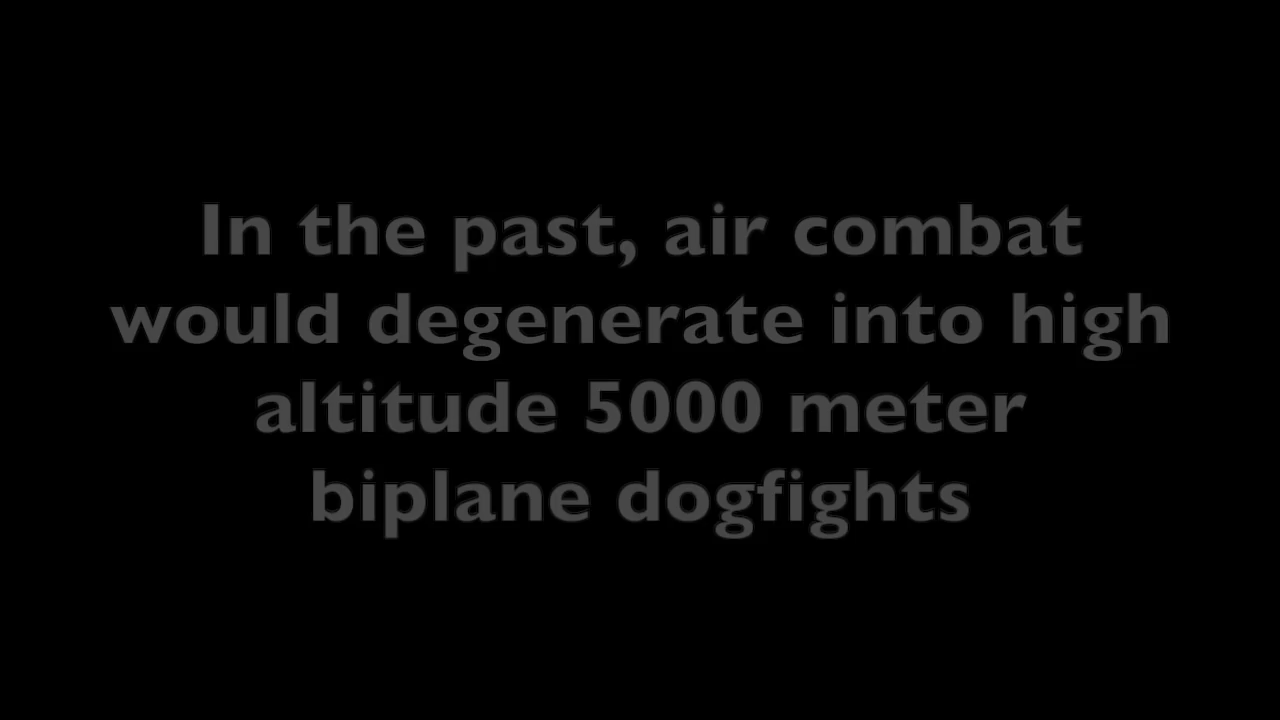 In the past, air combat
would degenerate into high
altitude 5000 meter
biplane dogfights